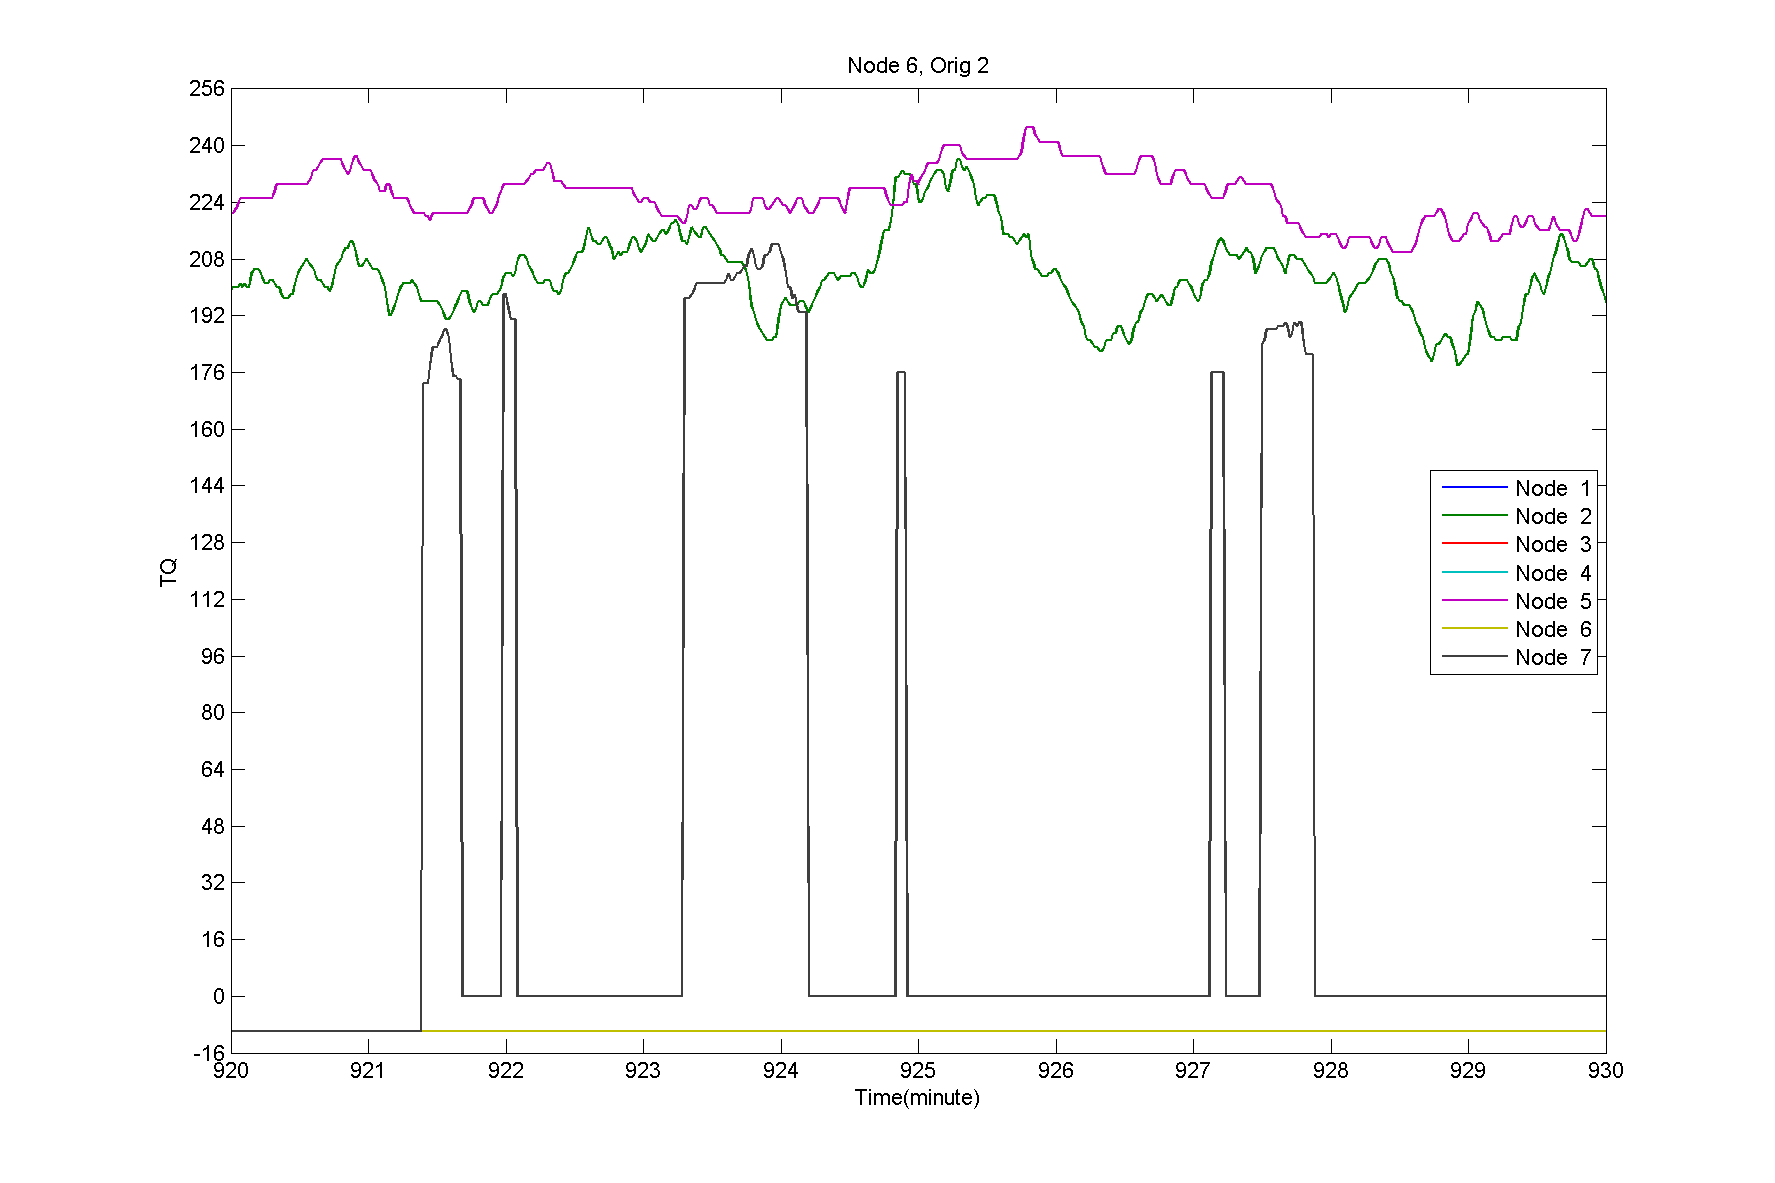 Node 6, Orig 2
256
240
224
208
192
176
160
144
128
112
96
80
64
48
32
16
0
-16
TQ
920 921 922 923 924 925 926 927 928 929 930
Time(minute)
Node 1
Node 2
Node 3
Node 4
Node 5
Node 6
Node 7